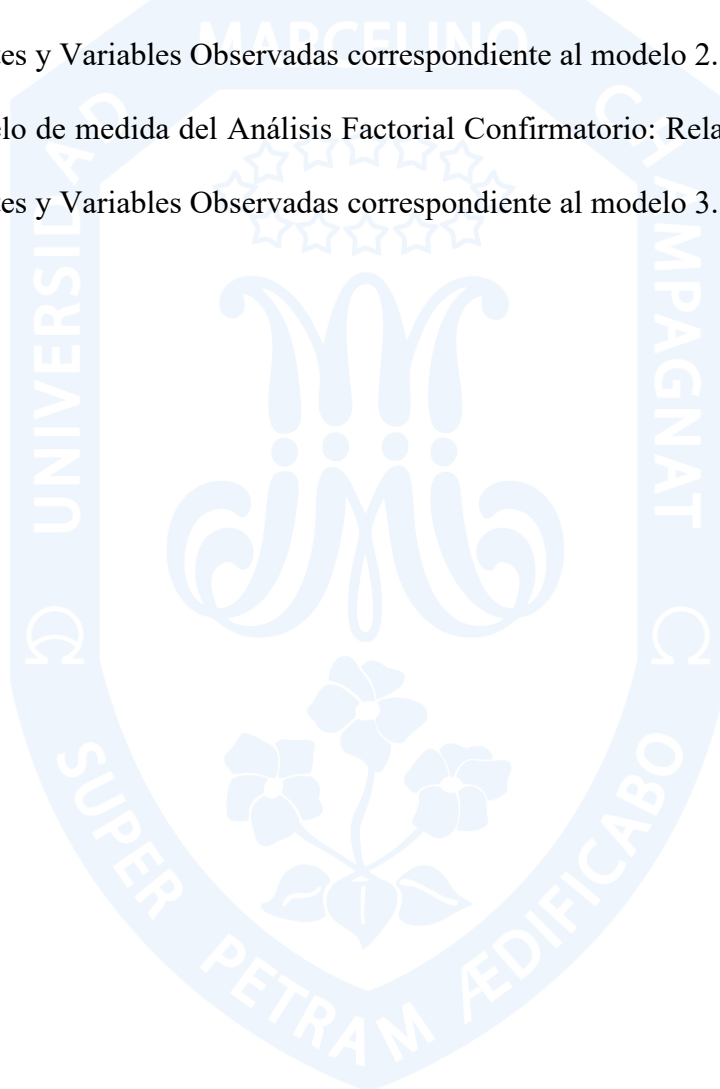 es y Variables Observadas correspondiente al modelo 2.
lo de medida del Análisis Factorial Confirmatorio: Rela
es y Variables Observadas correspondiente al modelo 3.
UNIVERSIDAD MARCELINO CHAMPAGNAT
SUPER PETRAM ÆDIFICABO